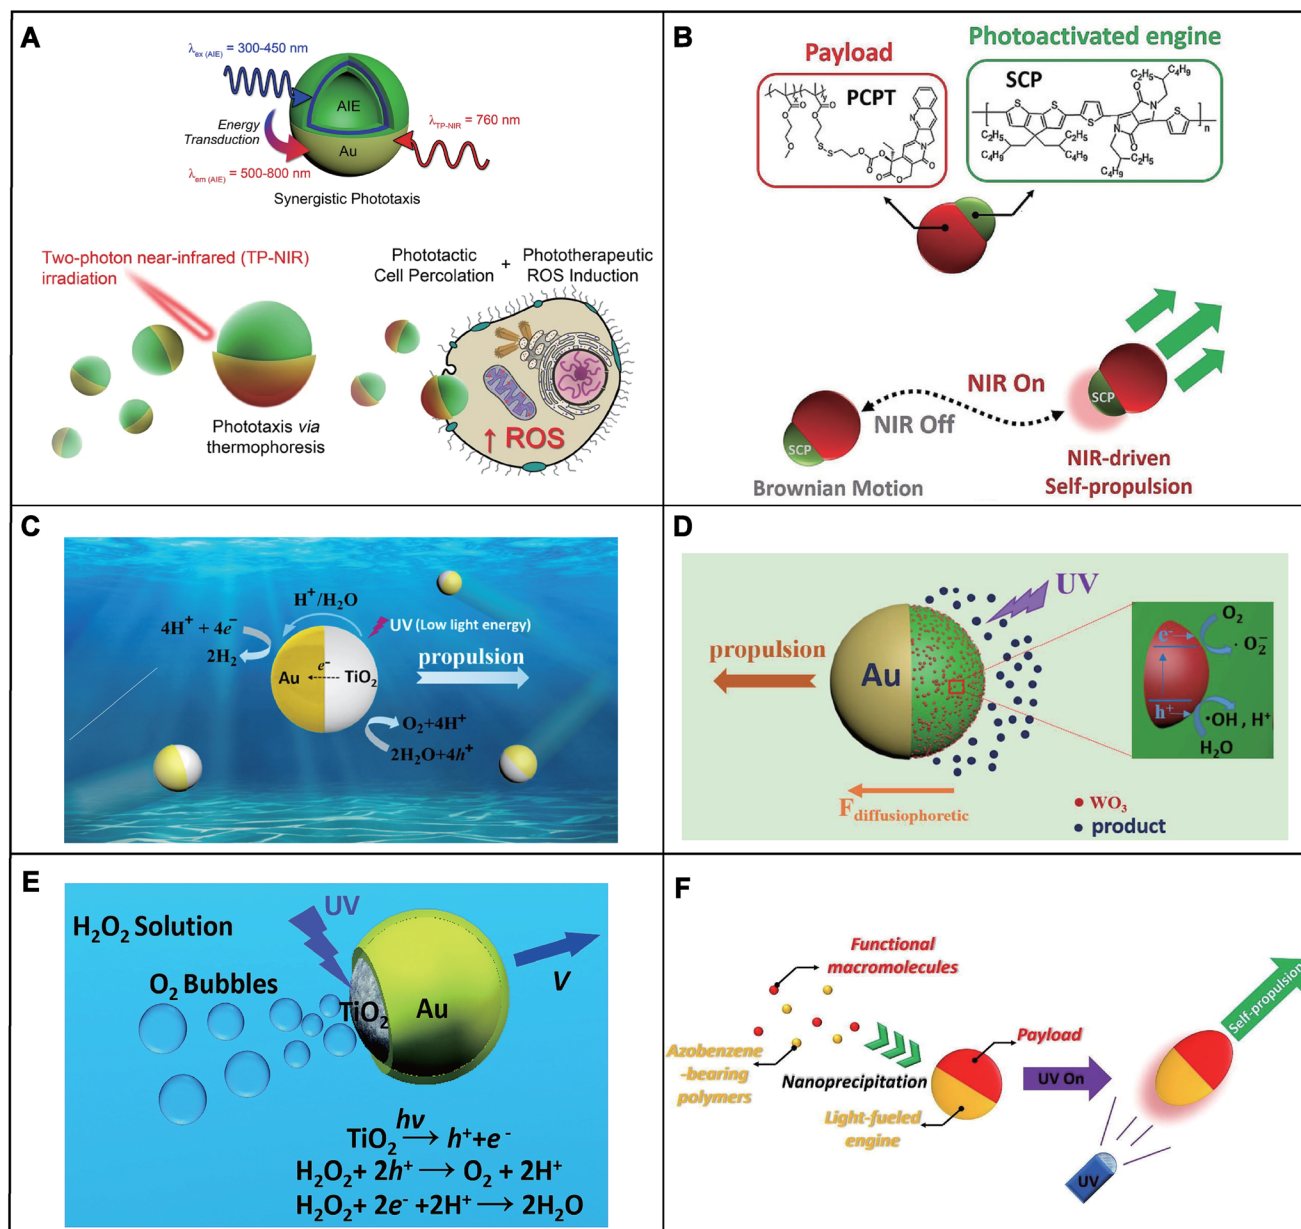 A
λex (AIE) = 300-450 nm
AIE
Energy
Transduction
Au
λTP-NIR = 760 nm
λem (AIE) = 500-800 nm
Synergistic Phototaxis
Two-photon near-infrared (TP-NIR)
irradiation
Phototaxis via
thermophoresis
Phototactic
Cell Percolation
+
Phototherapeutic
ROS Induction
↑ ROS
B
Payload
Photoactivated engine
PCPT
SCP
NIR On
NIR Off
SCP
SCP
Brownian Motion
NIR-driven
Self-propulsion
C
H⁺/H₂O
4H⁺ + 4e⁻
2H₂
UV (Low light energy)
propulsion
Au
e⁻
TiO₂
O₂+4H⁺
2H₂O+4h⁺
D
UV
propulsion
Au
O₂
e⁻
· O₂⁻
h⁺
·OH , H⁺
H₂O
F diffusiophoretic
WO₃
product
E
UV
H₂O₂ Solution
O₂ Bubbles
V
TiO₂
Au
hν
TiO₂ → h⁺+e⁻
H₂O₂+ 2h⁺ → O₂ + 2H⁺
H₂O₂+ 2e⁻ +2H⁺ → 2H₂O
F
Functional
macromolecules
Self-propulsion
Azobenzene
-bearing
polymers
Payload
Nanoprecipitation
UV On
Light-fueled
engine
UV